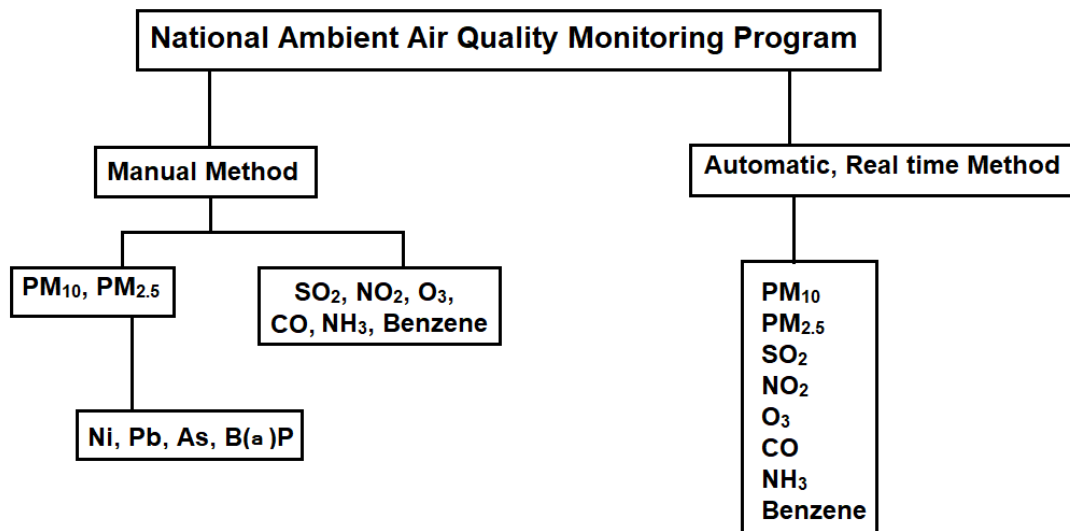 National Ambient Air Quality Monitoring Program
Manual Method
Automatic, Real time Method
PM₁₀, PM₂.₅
SO₂, NO₂, O₃,
CO, NH₃, Benzene
Ni, Pb, As, B(a)P
PM₁₀
PM₂.₅
SO₂
NO₂
O₃
CO
NH₃
Benzene